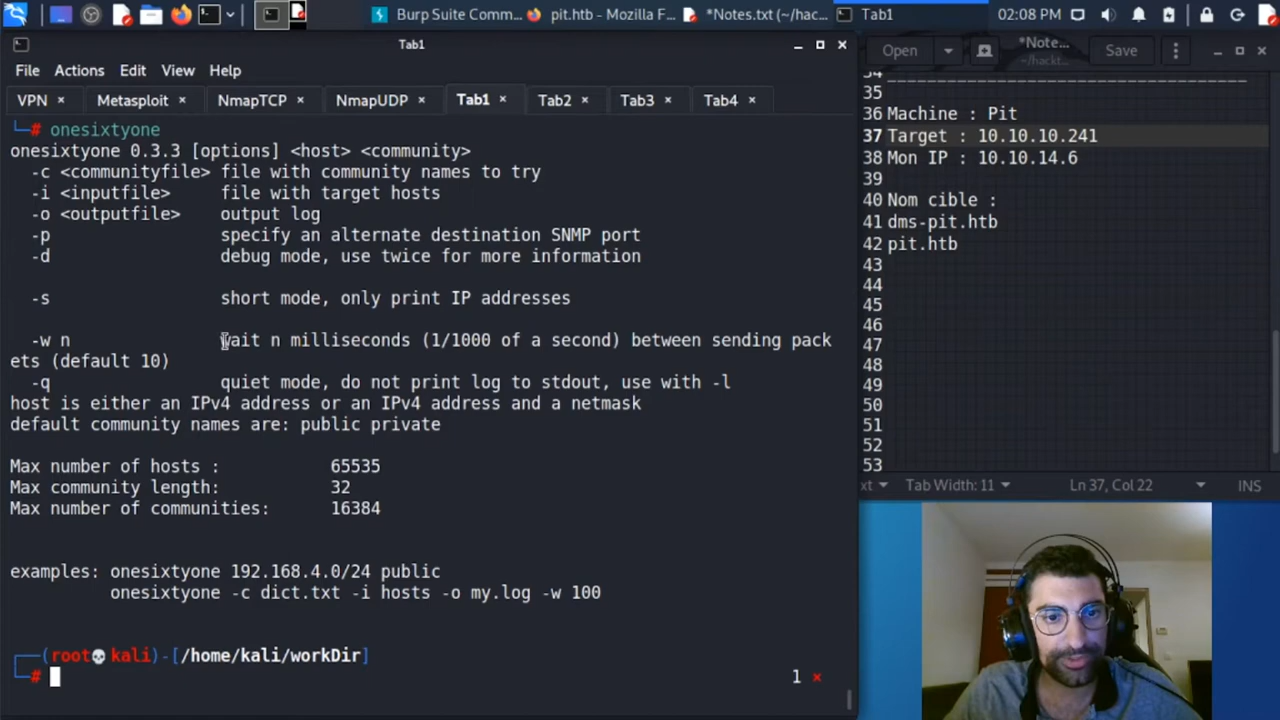 Burp Suite Comm...
pit.htb - Mozilla F...
*Notes.txt (~/hac...
Tab1
02:08 PM
Tab1
File Actions Edit View Help
VPN × Metasploit × NmapTCP × NmapUDP × Tab1 × Tab2 × Tab3 × Tab4 ×
└─# onesixtyone
onesixtyone 0.3.3 [options] <host> <community>
-c <communityfile> file with community names to try
-i <inputfile> file with target hosts
-o <outputfile> output log
-p specify an alternate destination SNMP port
-d debug mode, use twice for more information
-s short mode, only print IP addresses
-w n wait n milliseconds (1/1000 of a second) between sending pack
ets (default 10)
-q quiet mode, do not print log to stdout, use with -l
host is either an IPv4 address or an IPv4 address and a netmask
default community names are: public private
Max number of hosts : 65535
Max community length: 32
Max number of communities: 16384
examples: onesixtyone 192.168.4.0/24 public
onesixtyone -c dict.txt -i hosts -o my.log -w 100
┌──(root💀kali)-[/home/kali/workDir]
└─# 1 ×
Open *Note... Save
~/hackt...
34
35
36 Machine : Pit
37 Target : 10.10.10.241
38 Mon IP : 10.10.14.6
39
40 Nom cible :
41 dms-pit.htb
42 pit.htb
43
44
45
46
47
48
49
50
51
52
53
xt Tab Width: 11 Ln 37, Col 22 INS